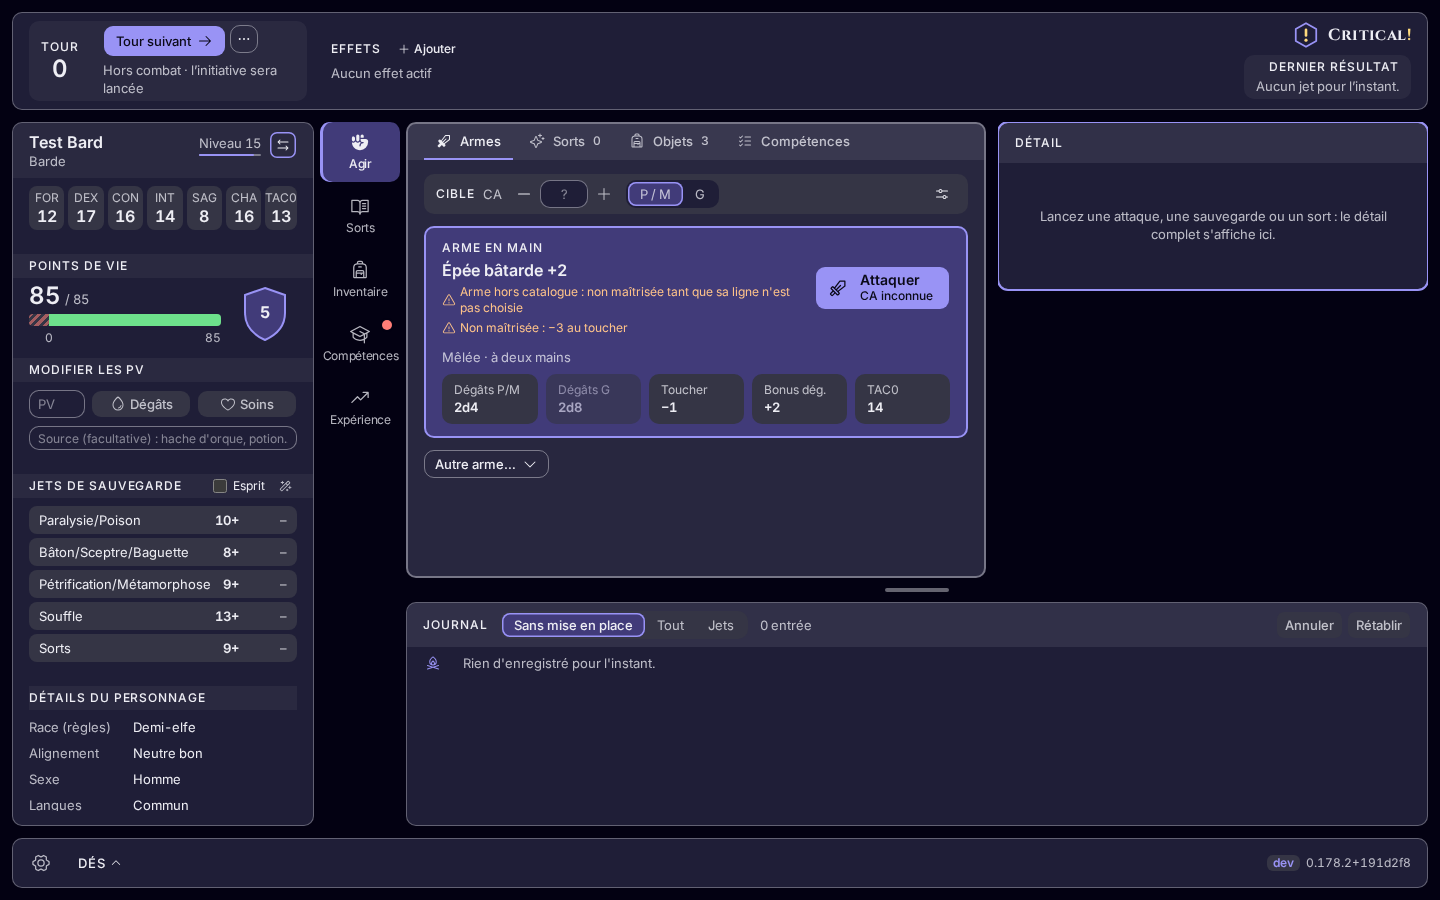 TOUR
0
Tour suivant
Hors combat · l’initiative sera
lancée
EFFETS
Ajouter
Aucun effet actif
CRITICAL!
DERNIER RÉSULTAT
Aucun jet pour l’instant.
Test Bard
Barde
Niveau 15
FOR DEX CON INT SAG CHA TAC0
12 17 16 14 8 16 13
POINTS DE VIE
85 / 85
0 85
5
MODIFIER LES PV
PV
Dégâts
Soins
Source (facultative) : hache d'orque, potion.
JETS DE SAUVEGARDE
Esprit
Paralysie/Poison 10+ –
Bâton/Sceptre/Baguette 8+ –
Pétrification/Métamorphose 9+ –
Souffle 13+ –
Sorts 9+ –
DÉTAILS DU PERSONNAGE
Race (règles) Demi-elfe
Alignement Neutre bon
Sexe Homme
Langues Commun
Agir
Sorts
Inventaire
Compétences
Expérience
Armes
Sorts 0
Objets 3
Compétences
CIBLE CA
?
P / M
G
ARME EN MAIN
Épée bâtarde +2
Arme hors catalogue : non maîtrisée tant que sa ligne n'est
pas choisie
Non maîtrisée : −3 au toucher
Attaquer
CA inconnue
Mêlée · à deux mains
Dégâts P/M
2d4
Dégâts G
2d8
Toucher
−1
Bonus dég.
+2
TAC0
14
Autre arme...
DÉTAIL
Lancez une attaque, une sauvegarde ou un sort : le détail
complet s'affiche ici.
JOURNAL
Sans mise en place
Tout
Jets
0 entrée
Annuler
Rétablir
Rien d'enregistré pour l'instant.
DÉS
dev 0.178.2+191d2f8